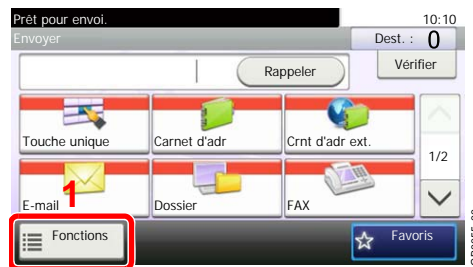 Prêt pour envoi. 10:10
Envoyer Dest. : 0
Rappeler Vérifier
Touche unique Carnet d'adr Crnt d'adr ext.
1/2
E-mail 1 Dossier FAX
Fonctions Favoris